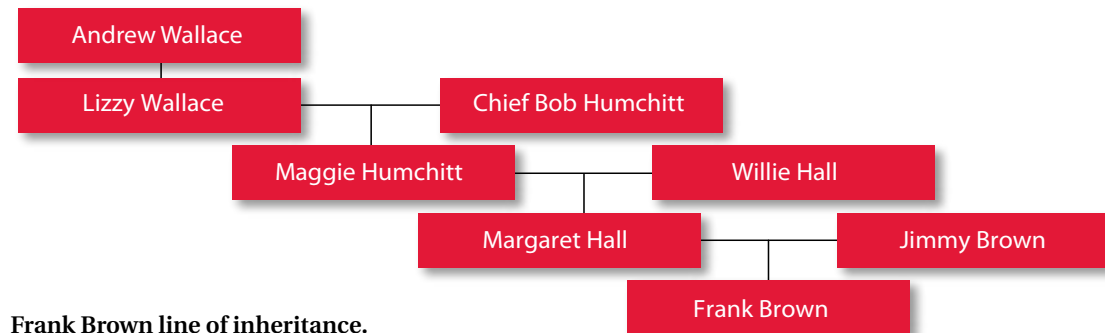 Andrew Wallace
Lizzy Wallace
Chief Bob Humchitt
Maggie Humchitt
Willie Hall
Margaret Hall
Jimmy Brown
Frank Brown
Frank Brown line of inheritance.